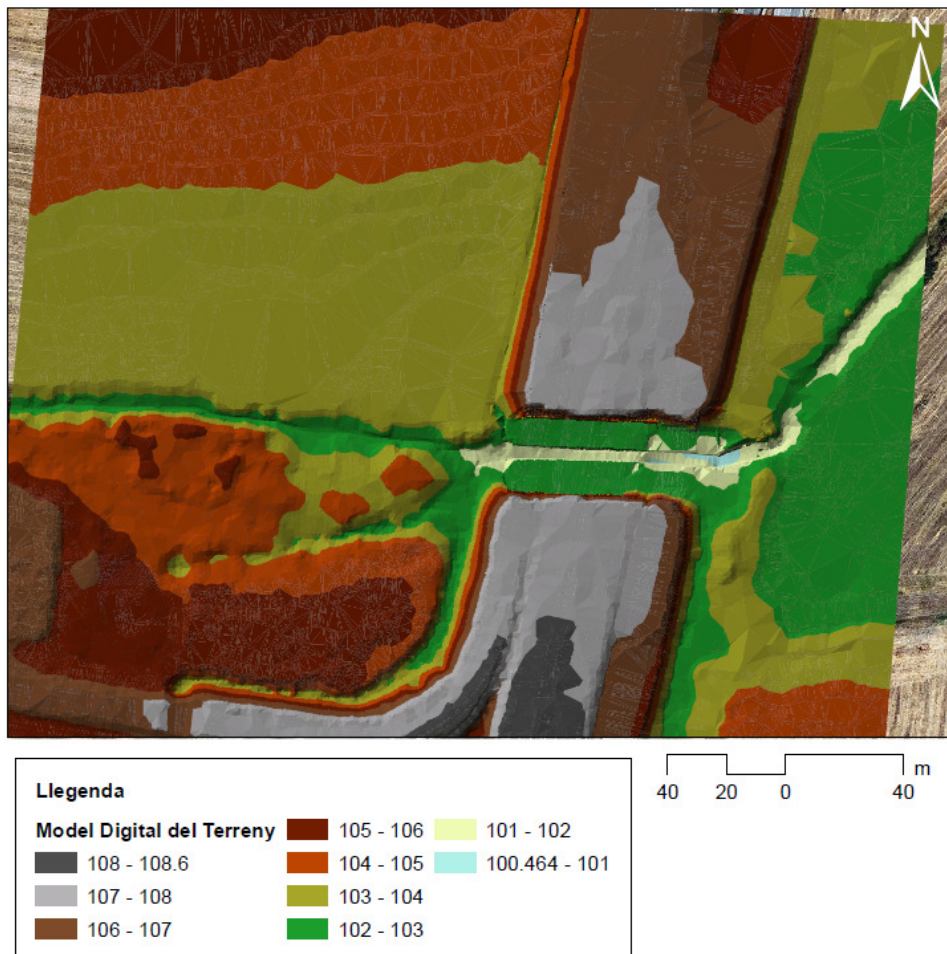 N
m
40 20 0 40
Llegenda
Model Digital del Terreny
108 - 108.6
107 - 108
106 - 107
105 - 106
104 - 105
103 - 104
102 - 103
101 - 102
100.464 - 101